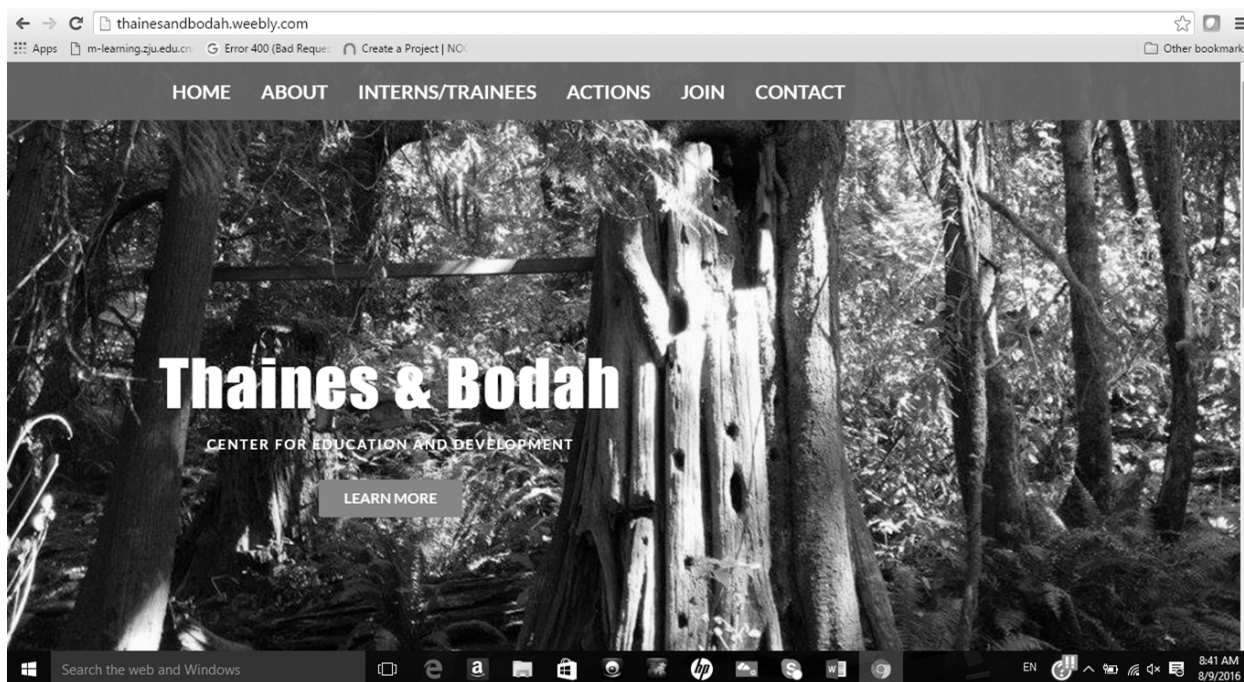 thainesandbodah.weebly.com
Apps m-learning.zju.edu.cn Error 400 (Bad Reque Create a Project | NO Other bookmark
HOME ABOUT INTERNS/TRAINEES ACTIONS JOIN CONTACT
Thaines & Bodah
CENTER FOR EDUCATION AND DEVELOPMENT
LEARN MORE
Search the web and Windows
a
hp
S
W
EN
8:41 AM
8/9/2016